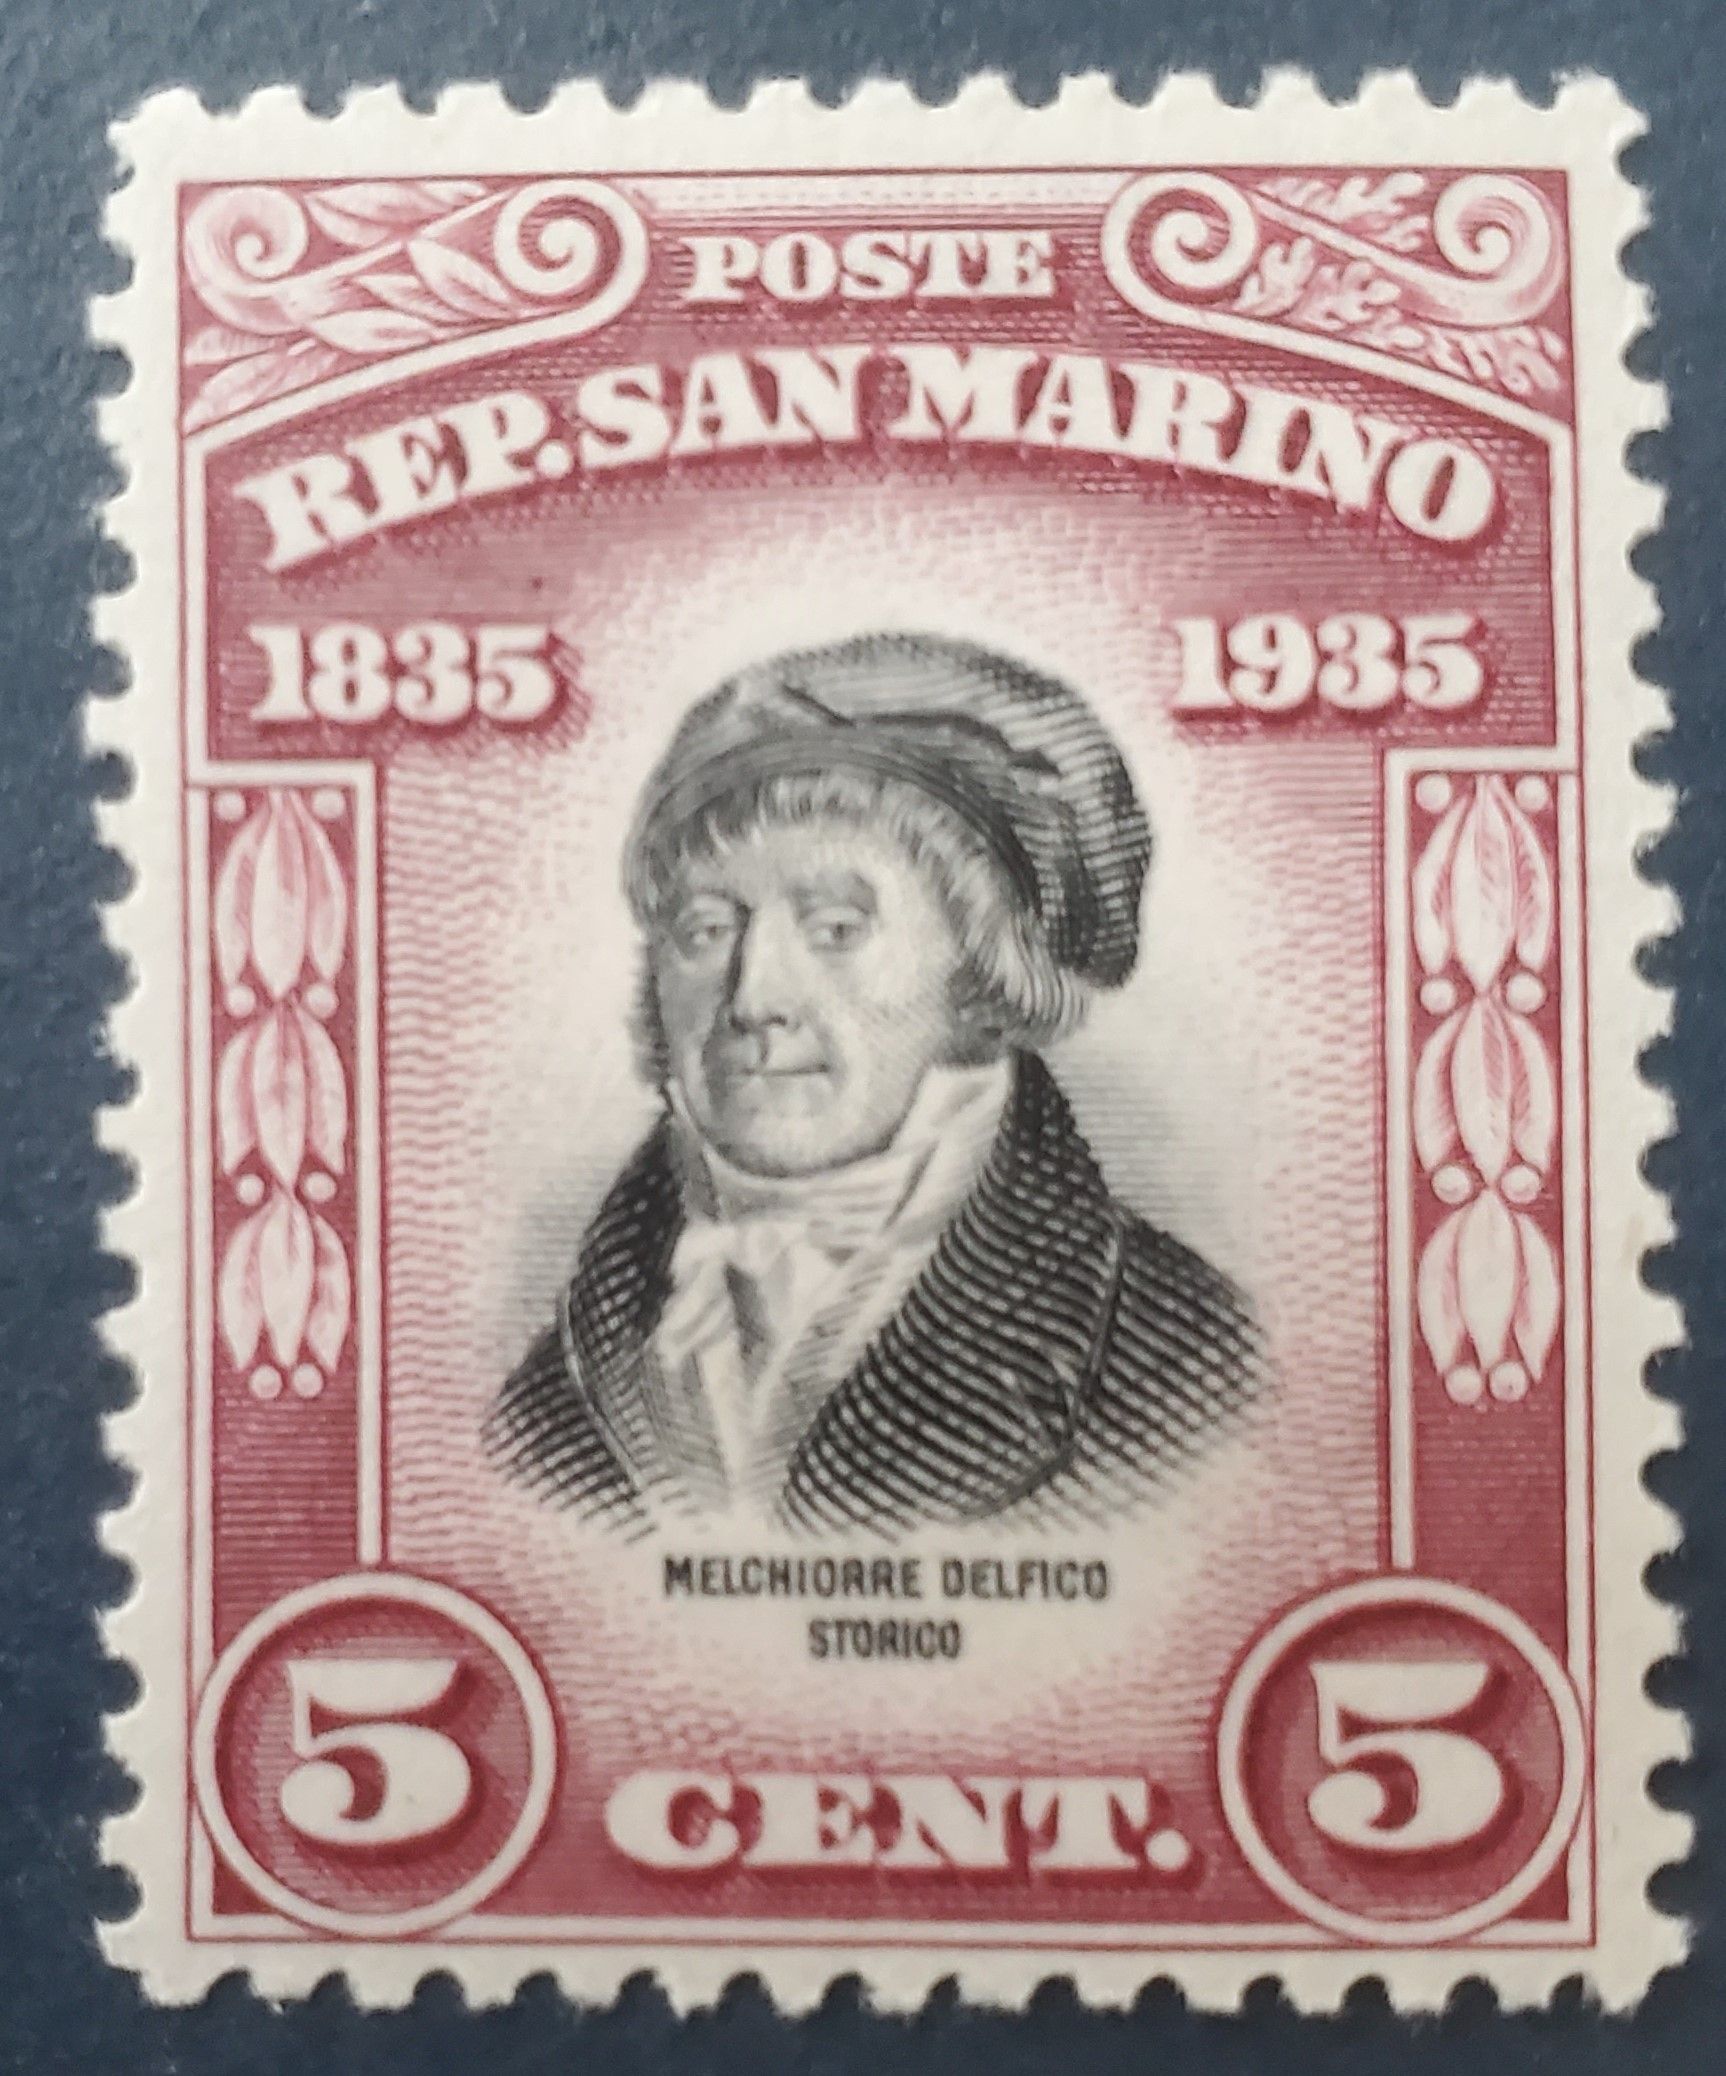 POSTE
REP. SAN MARINO
1835 1935
MELCHIORRE DELFICO
STORICO
5 CENT. 5